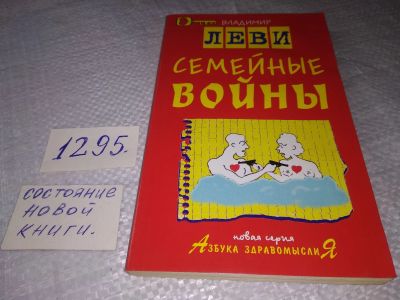 ВЛАДИМИР
ЛЕВИ
СЕМЕЙНЫЕ
ВОЙНЫ
новая серия
АЗБУКА ЗДРАВОМЫСЛИЯ
1295.
СОСТОЯНИЕ
НОВОЙ
КНИГИ.